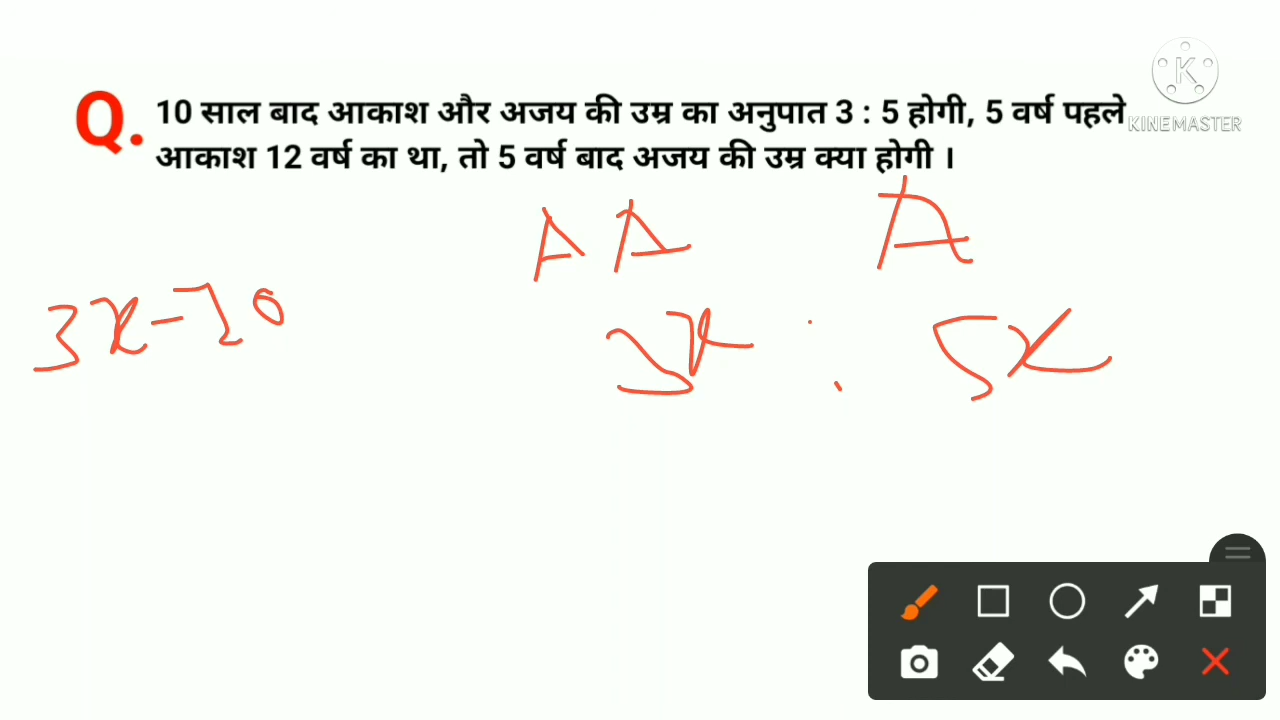 Q. 10 साल बाद आकाश और अजय की उम्र का अनुपात 3 : 5 होगी, 5 वर्ष पहले
आकाश 12 वर्ष का था, तो 5 वर्ष बाद अजय की उम्र क्या होगी ।
KINEMASTER
A A A
3x-10 3x : 5x